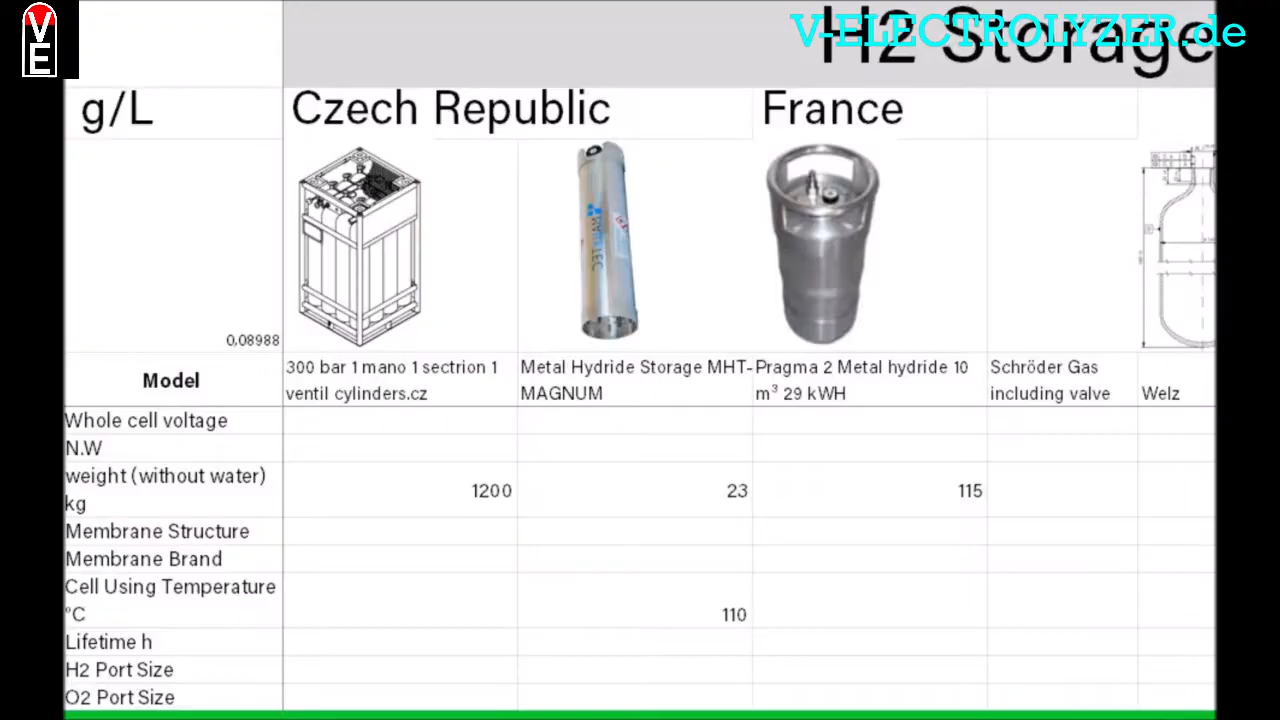 VE
H2 Storage
V-ELECTROLYZER.de
g/L
Czech Republic
France
0,08988
Model
300 bar 1 mano 1 sectrion 1
ventil cylinders.cz
Metal Hydride Storage MHT-
MAGNUM
Pragma 2 Metal hydride 10
m³ 29 kWH
Schröder Gas
including valve
Welz
Whole cell voltage
N.W
weight (without water)
kg
1200
23
115
Membrane Structure
Membrane Brand
Cell Using Temperature
°C
110
Lifetime h
H2 Port Size
O2 Port Size